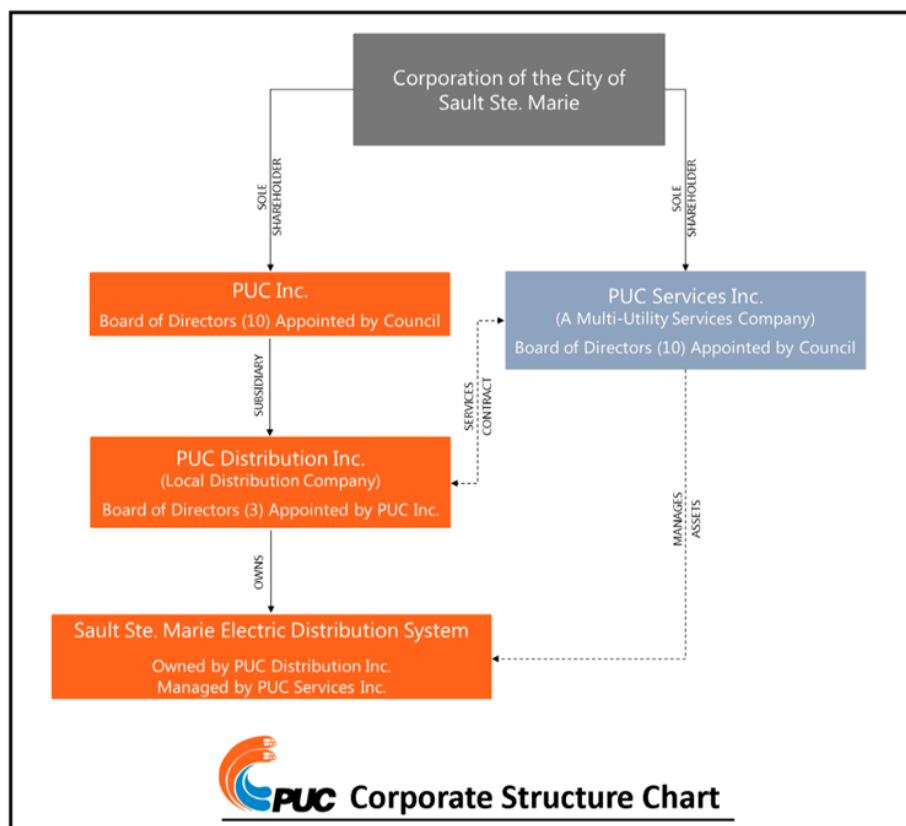 Corporation of the City of
Sault Ste. Marie
SOLE
SHAREHOLDER
SOLE
SHAREHOLDER
PUC Inc.
Board of Directors (10) Appointed by Council
PUC Services Inc.
(A Multi-Utility Services Company)
Board of Directors (10) Appointed by Council
SUBSIDIARY
SERVICES
CONTRACT
PUC Distribution Inc.
(Local Distribution Company)
Board of Directors (3) Appointed by PUC Inc.
OWNS
MANAGES
ASSETS
Sault Ste. Marie Electric Distribution System
Owned by PUC Distribution Inc.
Managed by PUC Services Inc.
PUC Corporate Structure Chart